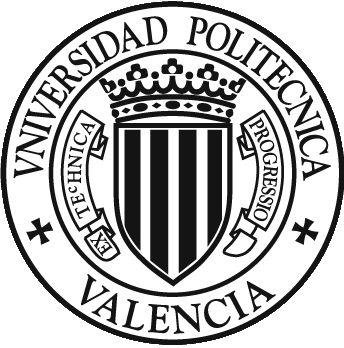 VNIVERSIDAD POLITECNICA
VALENCIA
EX TECHNICA
PROGRESSIO